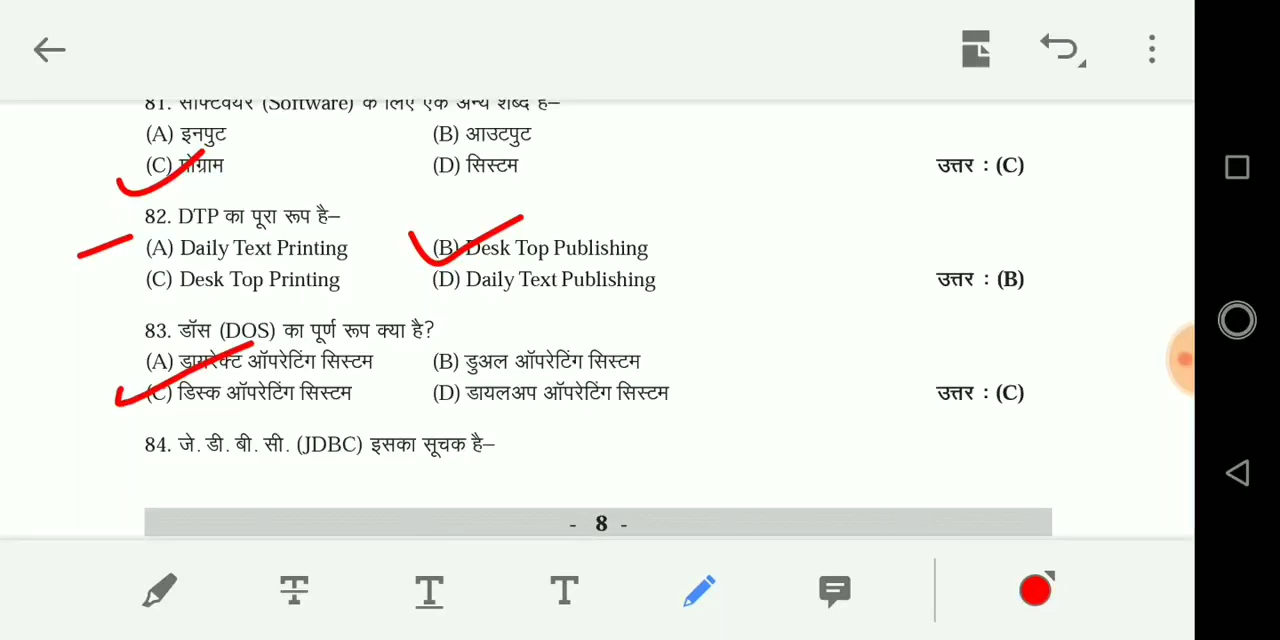 81. सॉफ्टवेयर (Software) के लिए एक अन्य शब्द है–
(A) इनपुट (B) आउटपुट
(C) प्रोग्राम (D) सिस्टम उत्तर : (C)
82. DTP का पूरा रूप है–
(A) Daily Text Printing (B) Desk Top Publishing
(C) Desk Top Printing (D) Daily Text Publishing उत्तर : (B)
83. डॉस (DOS) का पूर्ण रूप क्या है?
(A) डायरेक्ट ऑपरेटिंग सिस्टम (B) डुअल ऑपरेटिंग सिस्टम
(C) डिस्क ऑपरेटिंग सिस्टम (D) डायलअप ऑपरेटिंग सिस्टम उत्तर : (C)
84. जे. डी. बी. सी. (JDBC) इसका सूचक है–
- 8 -